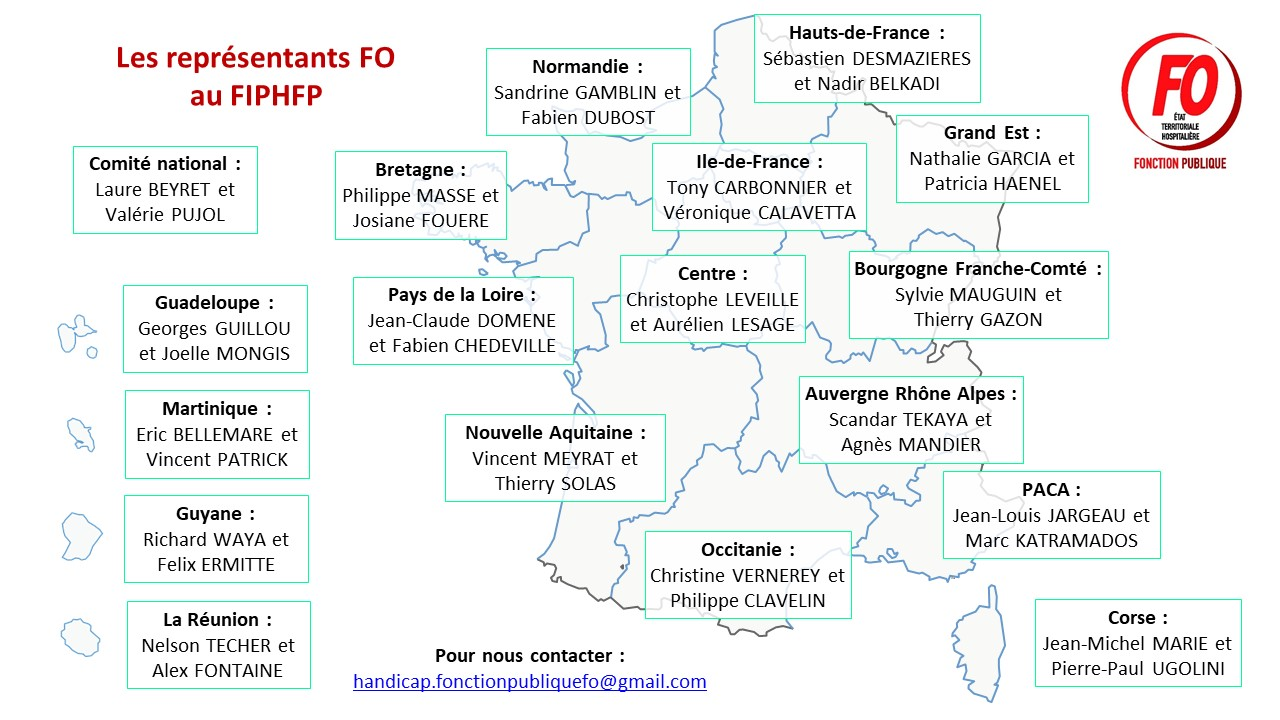 Les représentants FO
au FIPHFP
Comité national :
Laure BEYRET et
Valérie PUJOL
Normandie :
Sandrine GAMBLIN et
Fabien DUBOST
Hauts-de-France :
Sébastien DESMAZIERES
et Nadir BELKADI
FO
ÉTAT
TERRITORIALE
HOSPITALIÈRE
FONCTION PUBLIQUE
Bretagne :
Philippe MASSE et
Josiane FOUERE
Ile-de-France :
Tony CARBONNIER et
Véronique CALAVETTA
Grand Est :
Nathalie GARCIA et
Patricia HAENEL
Guadeloupe :
Georges GUILLOU
et Joelle MONGIS
Pays de la Loire :
Jean-Claude DOMENE
et Fabien CHEDEVILLE
Centre :
Christophe LEVEILLE
et Aurélien LESAGE
Bourgogne Franche-Comté :
Sylvie MAUGUIN et
Thierry GAZON
Martinique :
Eric BELLEMARE et
Vincent PATRICK
Nouvelle Aquitaine :
Vincent MEYRAT et
Thierry SOLAS
Auvergne Rhône Alpes :
Scandar TEKAYA et
Agnès MANDIER
Guyane :
Richard WAYA et
Felix ERMITTE
Occitanie :
Christine VERNEREY et
Philippe CLAVELIN
PACA :
Jean-Louis JARGEAU et
Marc KATRAMADOS
La Réunion :
Nelson TECHER et
Alex FONTAINE
Corse :
Jean-Michel MARIE et
Pierre-Paul UGOLINI
Pour nous contacter :
handicap.fonctionpubliquefo@gmail.com